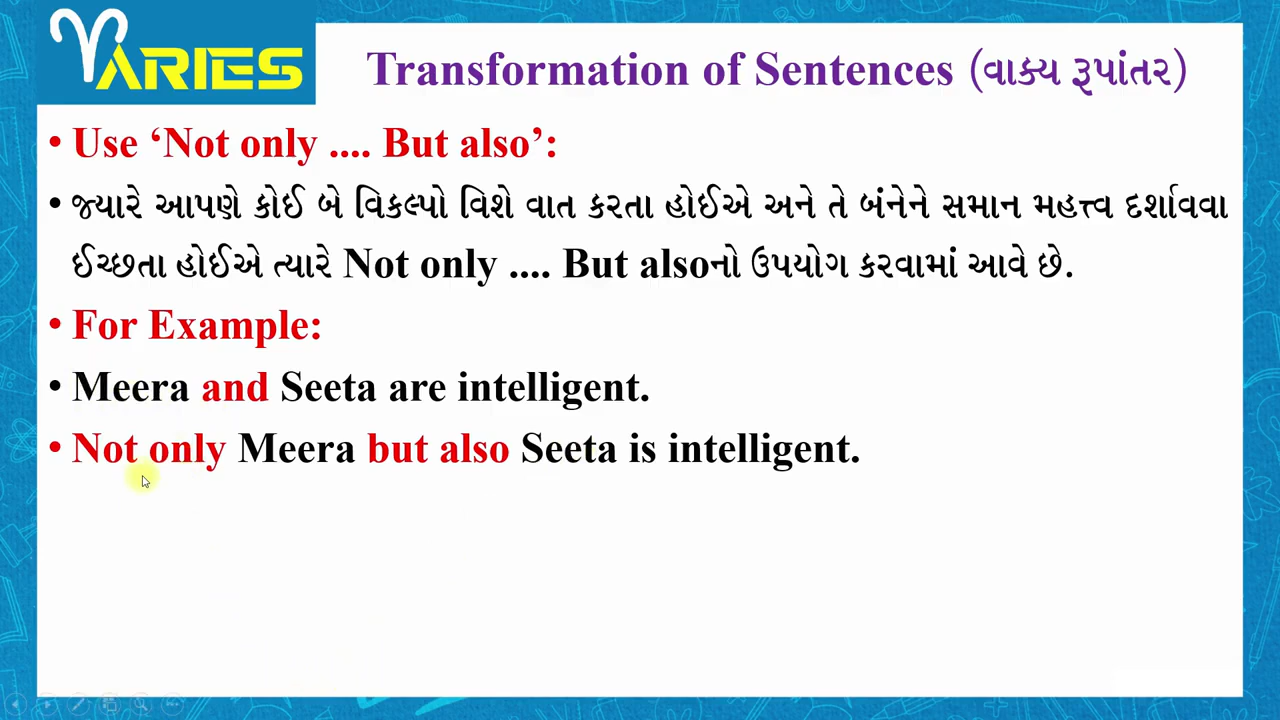 ARIES
Transformation of Sentences (વાક્ય રૂપાંતર)
• Use ‘Not only .... But also’:
• જ્યારે આપણે કોઈ બે વિકલ્પો વિશે વાત કરતા હોઈએ અને તે બંનેને સમાન મહત્ત્વ દર્શાવવા
ઈચ્છતા હોઈએ ત્યારે Not only .... But alsoનો ઉપયોગ કરવામાં આવે છે.
• For Example:
• Meera and Seeta are intelligent.
• Not only Meera but also Seeta is intelligent.